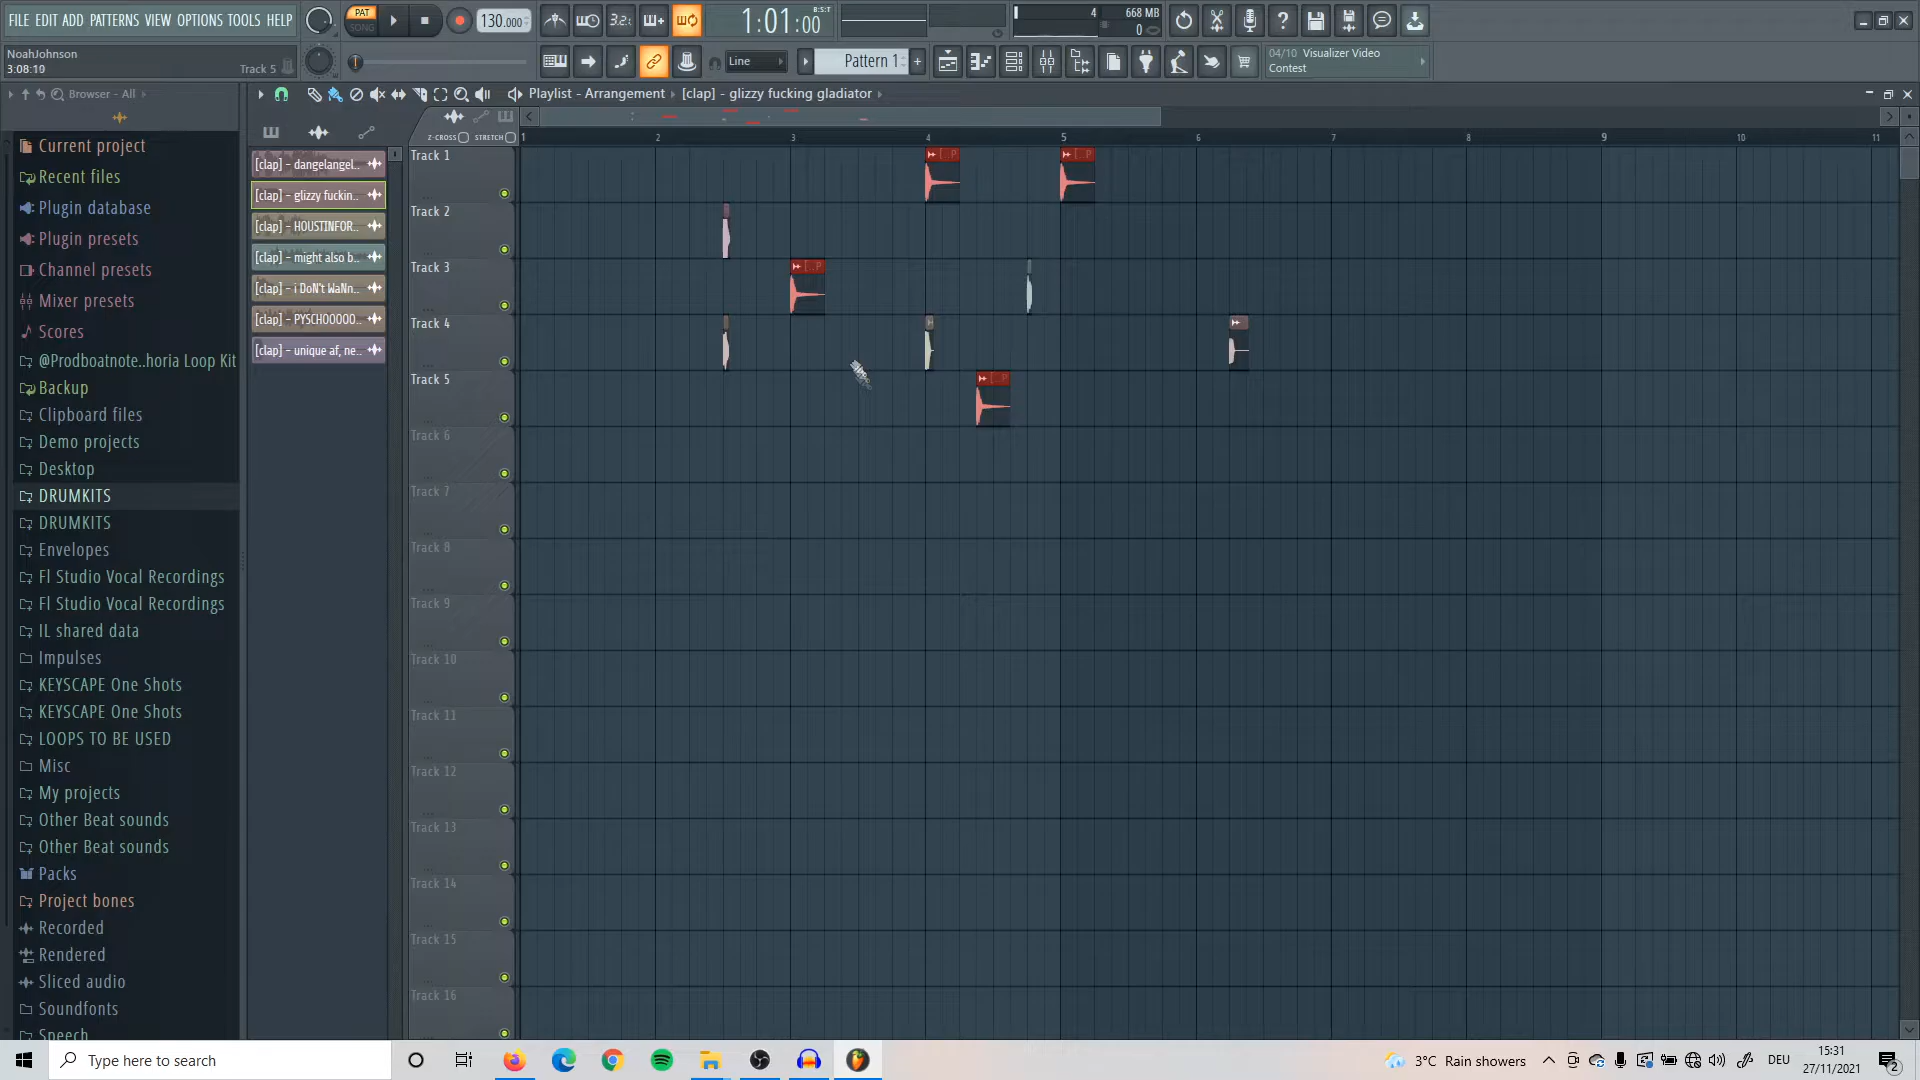 FILE EDIT ADD PATTERNS VIEW OPTIONS TOOLS HELP
PAT
SONG
130.000
3.2.
1:01:00
B:S:T
4
668 MB
0
NoahJohnson
3:08:10
Track 5
Line
Pattern 1
+
04/10 Visualizer Video
Contest
Browser - All
Playlist - Arrangement
[clap] - glizzy fucking gladiator
Z-CROSS
STRETCH
1
2
3
4
5
6
7
8
9
10
11
Current project
Recent files
Plugin database
Plugin presets
Channel presets
Mixer presets
Scores
@Prodboatnote..horia Loop Kit
Backup
Clipboard files
Demo projects
Desktop
DRUMKITS
DRUMKITS
Envelopes
Fl Studio Vocal Recordings
Fl Studio Vocal Recordings
IL shared data
Impulses
KEYSCAPE One Shots
KEYSCAPE One Shots
LOOPS TO BE USED
Misc
My projects
Other Beat sounds
Other Beat sounds
Packs
Project bones
Recorded
Rendered
Sliced audio
Soundfonts
Speech
[clap] - dangelangel..
[clap] - glizzy fuckin..
[clap] - HOUSTINFOR..
[clap] - might also b..
[clap] - i DoN't WaNn..
[clap] - PYSCHOOOOO..
[clap] - unique af, ne..
Track 1
Track 2
Track 3
Track 4
Track 5
Track 6
Track 7
Track 8
Track 9
Track 10
Track 11
Track 12
Track 13
Track 14
Track 15
Track 16
Type here to search
3°C Rain showers
DEU
15:31
27/11/2021
2